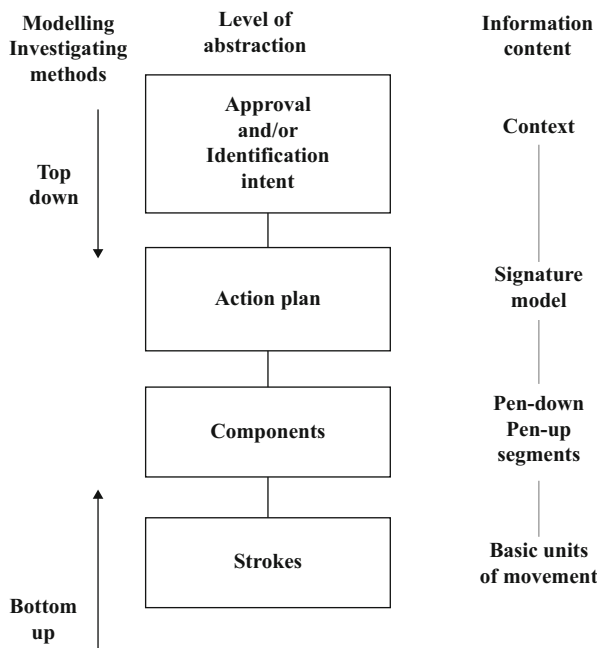 Modelling
Investigating
methods
Level of
abstraction
Information
content
Approval
and/or
Identification
intent
Context
Top
down
Action plan
Signature
model
Components
Pen-down
Pen-up
segments
Strokes
Basic units
of movement
Bottom
up